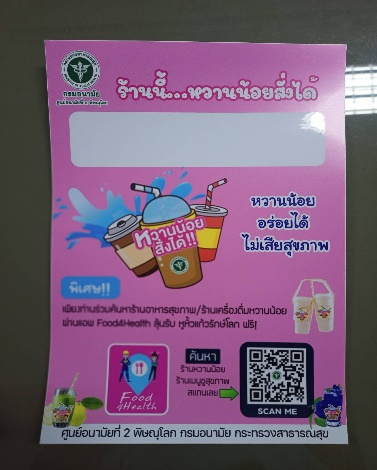 กรมอนามัย
ศูนย์อนามัยที่ 2 พิษณุโลก
ร้านนี้...หวานน้อยสั่งได้
หวานน้อย
สั่งได้!!
หวานน้อย
อร่อยได้
ไม่เสียสุขภาพ
พิเศษ!!
เพียงท่านร่วมค้นหาร้านอาหารสุขภาพ/ร้านเครื่องดื่มหวานน้อย
ผ่านแอพ Food4Health ลุ้นรับ หูหิ้วแก้วรักษ์โลก ฟรี!
Food
4Health
ค้นหา
ร้านหวานน้อย
ร้านเมนูชูสุขภาพ
สแกนเลย
SCAN ME
ศูนย์อนามัยที่ 2 พิษณุโลก กรมอนามัย กระทรวงสาธารณสุข